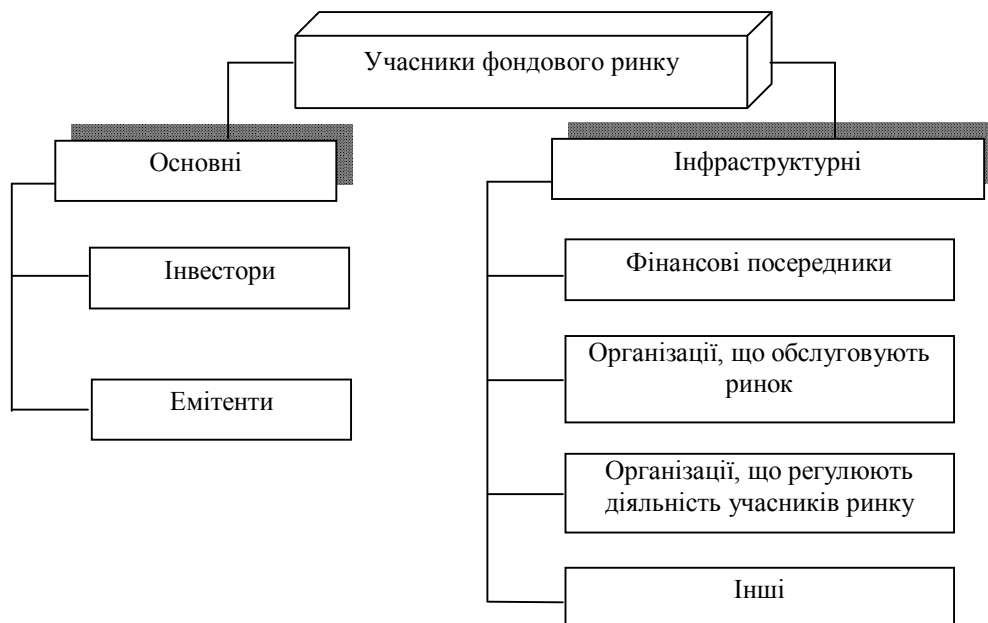 Учасники фондового ринку
Основні
Інвестори
Емітенти
Інфраструктурні
Фінансові посередники
Організації, що обслуговують
ринок
Організації, що регулюють
діяльність учасників ринку
Інші